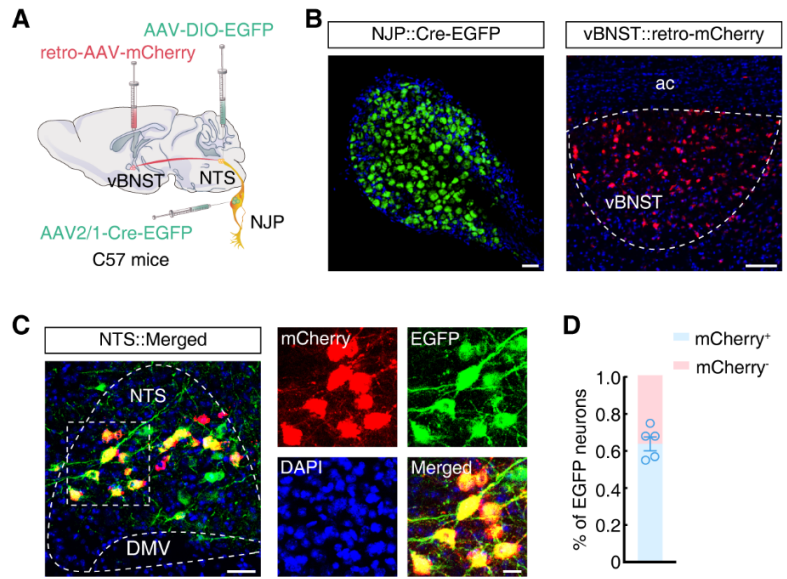 A
AAV-DIO-EGFP
retro-AAV-mCherry
vBNST
NTS
NJP
AAV2/1-Cre-EGFP
C57 mice
B
NJP::Cre-EGFP
vBNST::retro-mCherry
ac
vBNST
C
NTS::Merged
NTS
DMV
mCherry
EGFP
DAPI
Merged
D
mCherry⁺
mCherry⁻
% of EGFP neurons
1.0
0.8
0.6
0.4
0.2
0